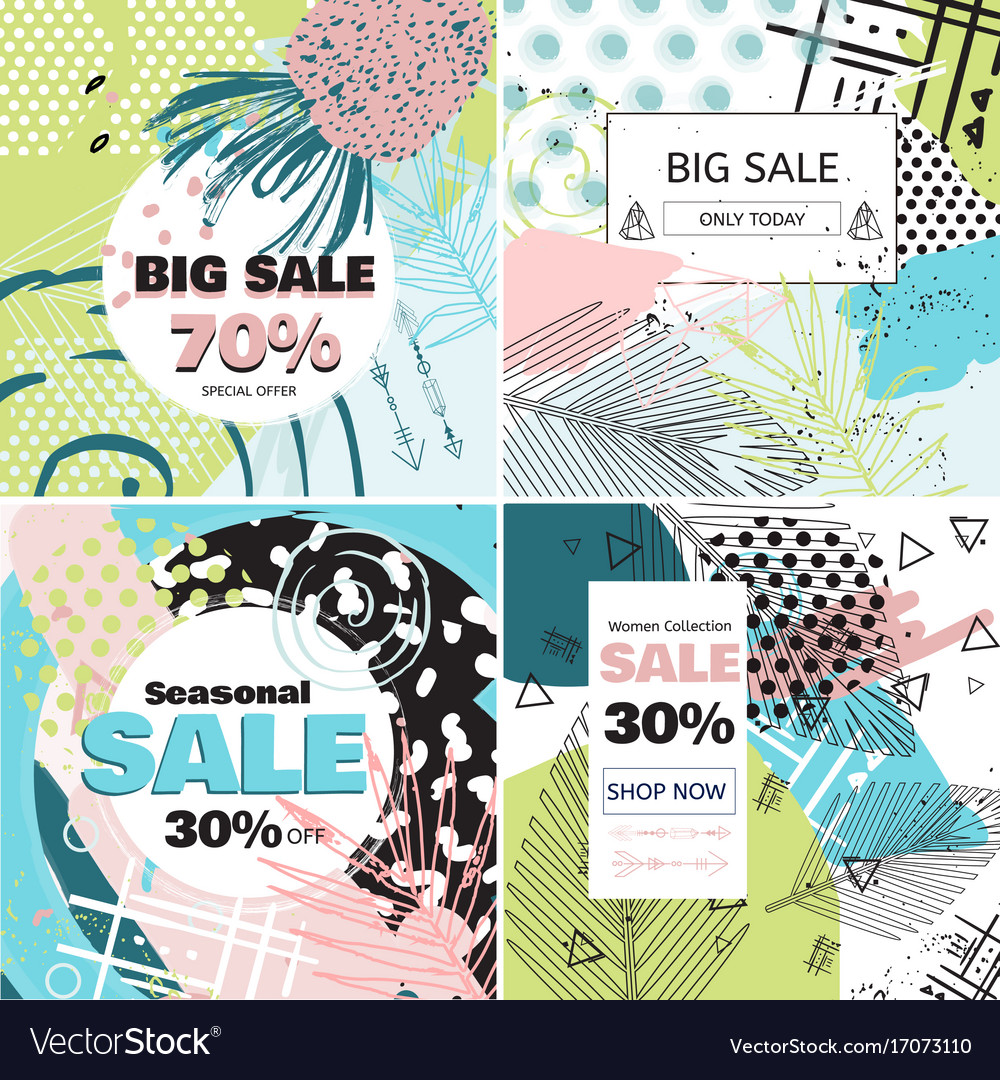 BIG SALE
70%
SPECIAL OFFER
BIG SALE
ONLY TODAY
Seasonal
SALE
30% OFF
Women Collection
SALE
30%
SHOP NOW
VectorStock®
VectorStock.com/17073110